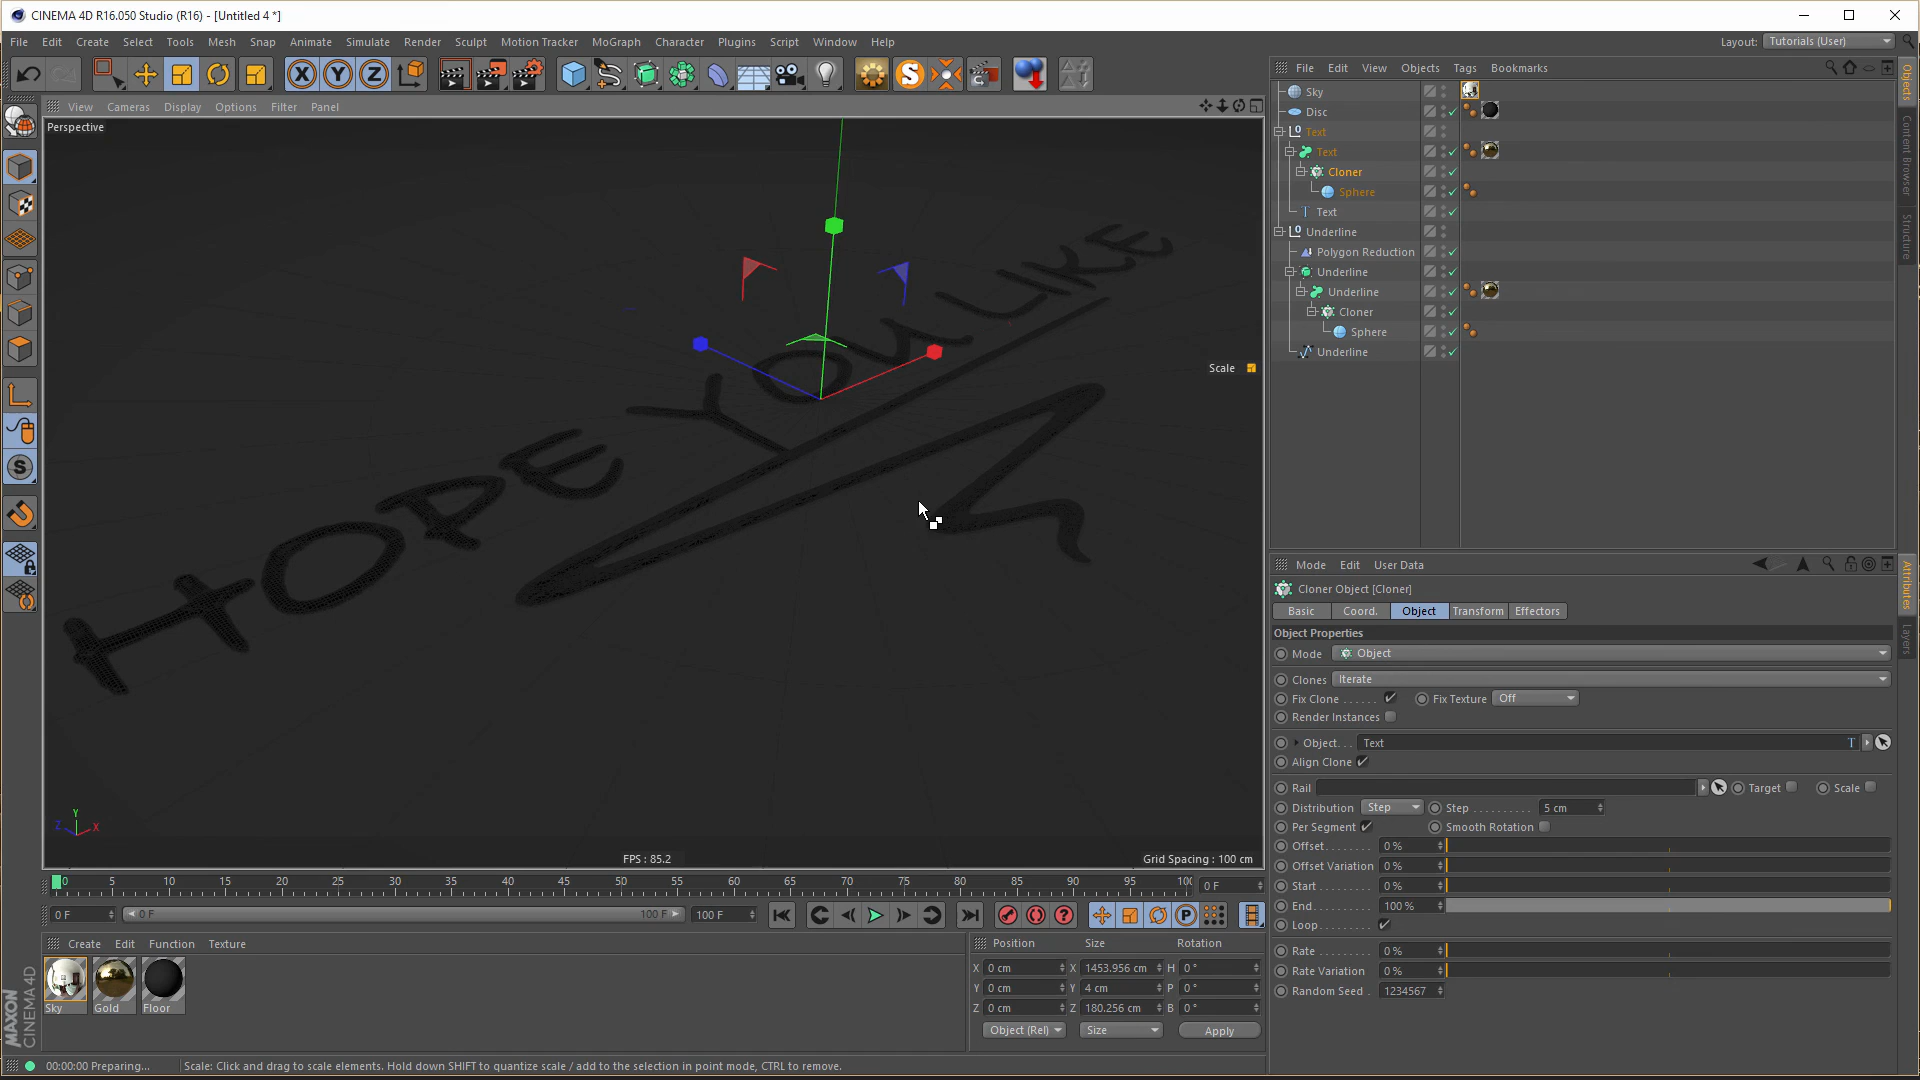 CINEMA 4D R16.050 Studio (R16) - [Untitled 4 *]
File Edit Create Select Tools Mesh Snap Animate Simulate Render Sculpt Motion Tracker MoGraph Character Plugins Script Window Help
Layout: Tutorials (User)
X Y Z
File Edit View Objects Tags Bookmarks
View Cameras Display Options Filter Panel
Perspective
Sky
Disc
Text
Text
Cloner
Sphere
Text
Underline
Polygon Reduction
Underline
Underline
Cloner
Sphere
Underline
Objects
Content Browser
Structure
HOPE YOU LIKE
Scale
Y
Z X
FPS : 85.2
Grid Spacing : 100 cm
Mode Edit User Data
Cloner Object [Cloner]
Basic Coord. Object Transform Effectors
Object Properties
Mode Object
Clones Iterate
Fix Clone Fix Texture Off
Render Instances
Object. . . Text
Align Clone
Rail Target Scale
Distribution Step Step 5 cm
Per Segment Smooth Rotation
Offset 0 %
Offset Variation 0 %
Start 0 %
End 100 %
Loop
Rate 0 %
Rate Variation 0 %
Random Seed . 1234567
Attributes
Layers
0 5 10 15 20 25 30 35 40 45 50 55 60 65 70 75 80 85 90 95 100
0 F
0 F 0 F 100 F 100 F
Create Edit Function Texture
Sky Gold Floor
Position Size Rotation
X 0 cm X 1453.956 cm H 0 °
Y 0 cm Y 4 cm P 0 °
Z 0 cm Z 180.256 cm B 0 °
Object (Rel) Size Apply
MAXON
CINEMA 4D
00:00:00 Preparing...
Scale: Click and drag to scale elements. Hold down SHIFT to quantize scale / add to the selection in point mode, CTRL to remove.